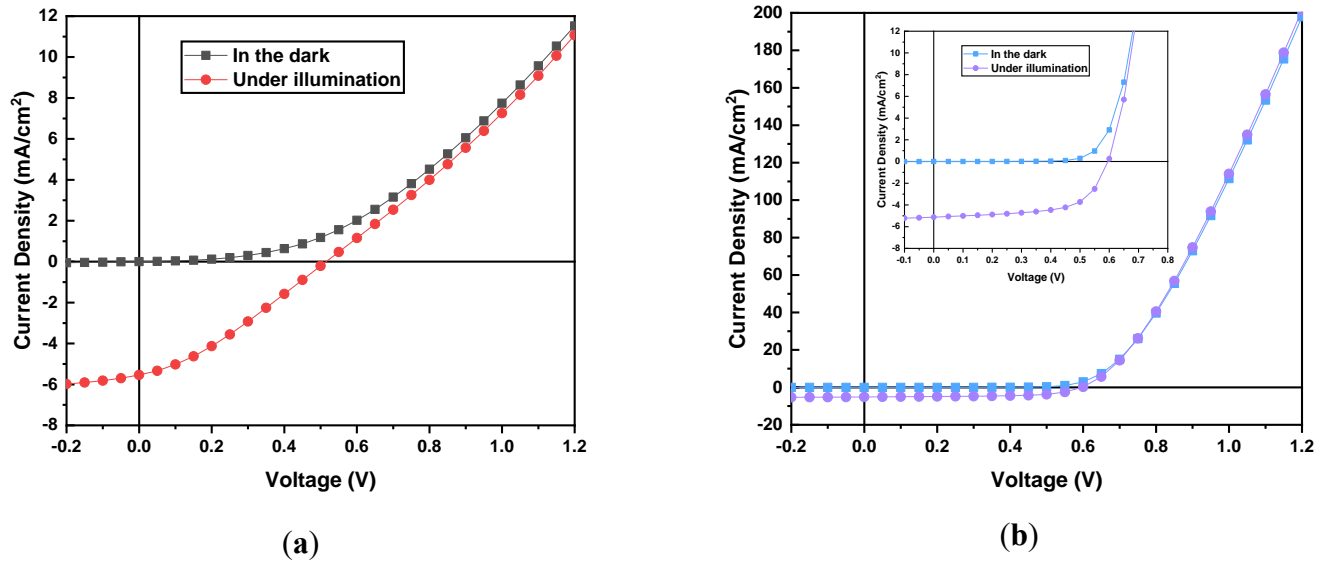 12
10
8
6
4
2
0
-2
-4
-6
-8
-0.2 0.0 0.2 0.4 0.6 0.8 1.0 1.2
Current Density (mA/cm²)
Voltage (V)
In the dark
Under illumination
(a)
200
180
160
140
120
100
80
60
40
20
0
-20
-0.2 0.0 0.2 0.4 0.6 0.8 1.0 1.2
Current Density (mA/cm²)
Voltage (V)
12
10
8
6
4
2
0
-2
-4
-6
-8
-0.1 0.0 0.1 0.2 0.3 0.4 0.5 0.6 0.7 0.8
Current Density (mA/cm²)
Voltage (V)
In the dark
Under illumination
(b)